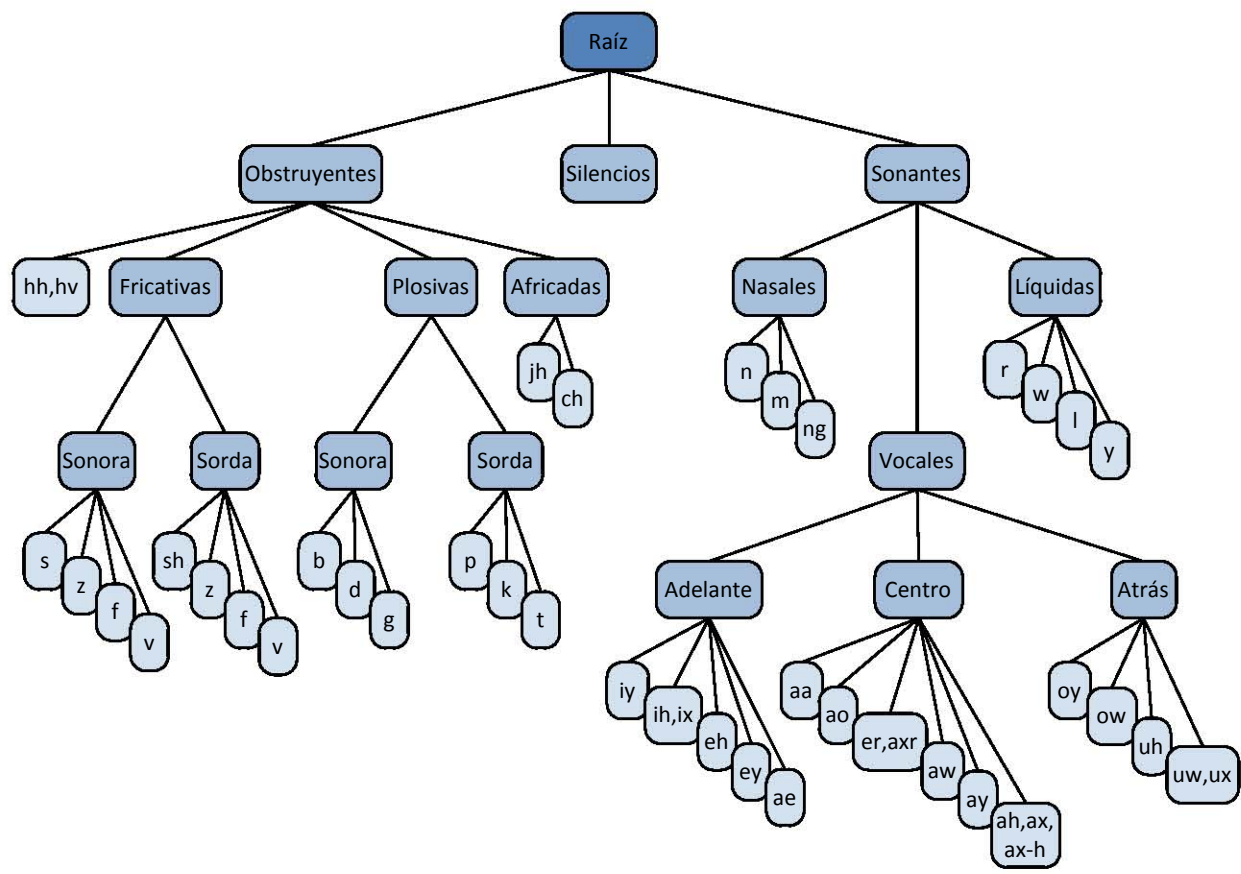 Raíz
Obstruyentes
Silencios
Sonantes
hh,hv
Fricativas
Plosivas
Africadas
Nasales
Líquidas
jh
ch
n
m
ng
r
w
l
y
Sonora
Sorda
Sonora
Sorda
Vocales
s
z
f
v
sh
z
f
v
b
d
g
p
k
t
Adelante
Centro
Atrás
iy
ih,ix
eh
ey
ae
aa
ao
er,axr
aw
ay
ah,ax,
ax-h
oy
ow
uh
uw,ux